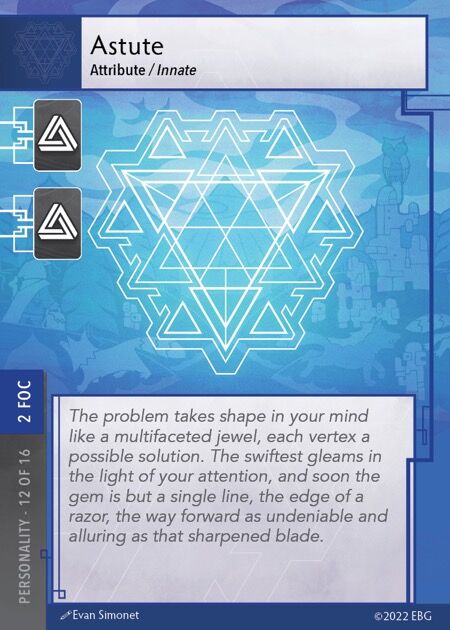 Astute
Attribute / Innate
2 FOC
PERSONALITY - 12 OF 16
The problem takes shape in your mind
like a multifaceted jewel, each vertex a
possible solution. The swiftest gleams in
the light of your attention, and soon the
gem is but a single line, the edge of a
razor, the way forward as undeniable and
alluring as that sharpened blade.
Evan Simonet
©2022 EBG